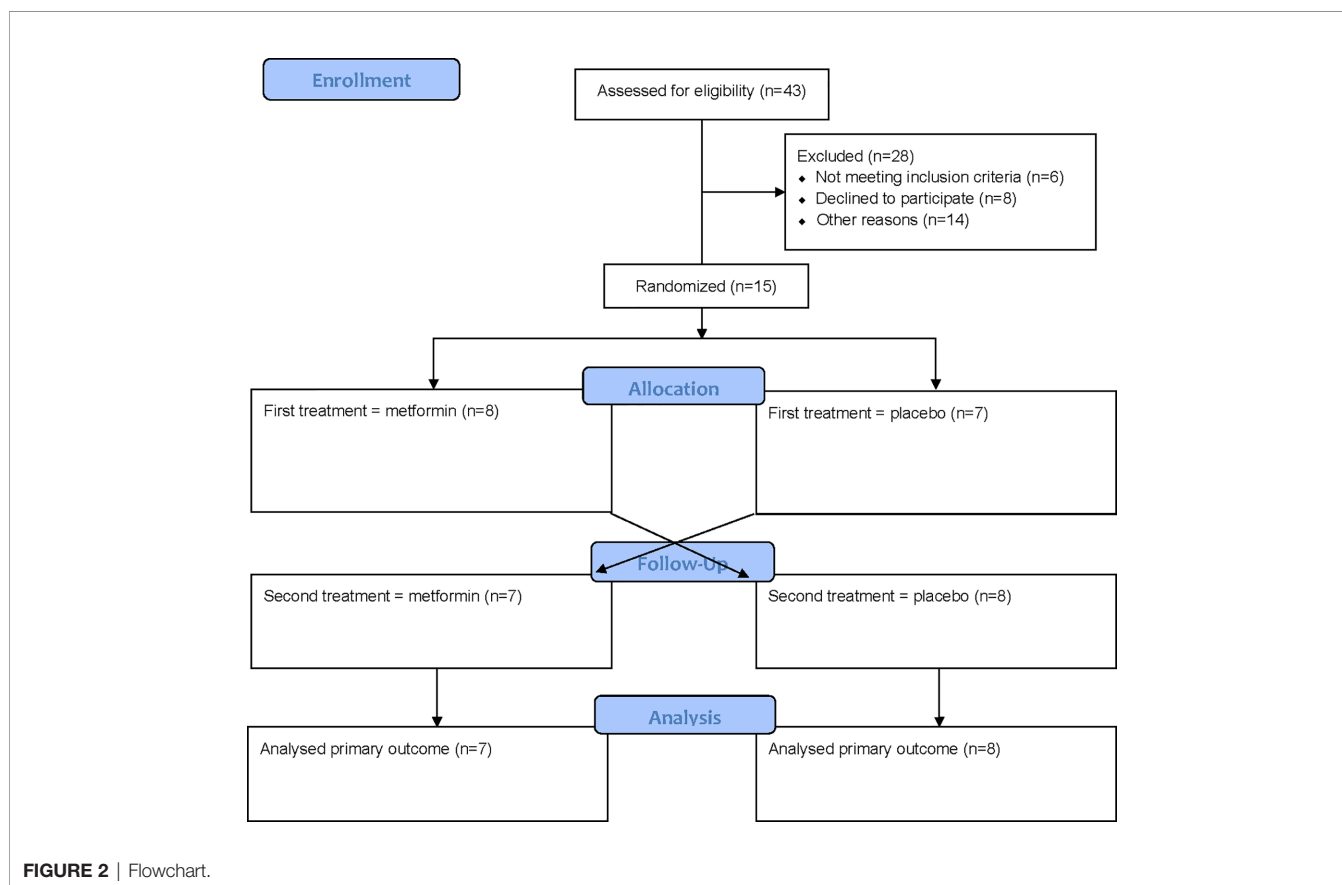 Enrollment
Assessed for eligibility (n=43)
Excluded (n=28)
◆ Not meeting inclusion criteria (n=6)
◆ Declined to participate (n=8)
◆ Other reasons (n=14)
Randomized (n=15)
Allocation
First treatment = metformin (n=8)
First treatment = placebo (n=7)
Follow-Up
Second treatment = metformin (n=7)
Second treatment = placebo (n=8)
Analysis
Analysed primary outcome (n=7)
Analysed primary outcome (n=8)
FIGURE 2 | Flowchart.